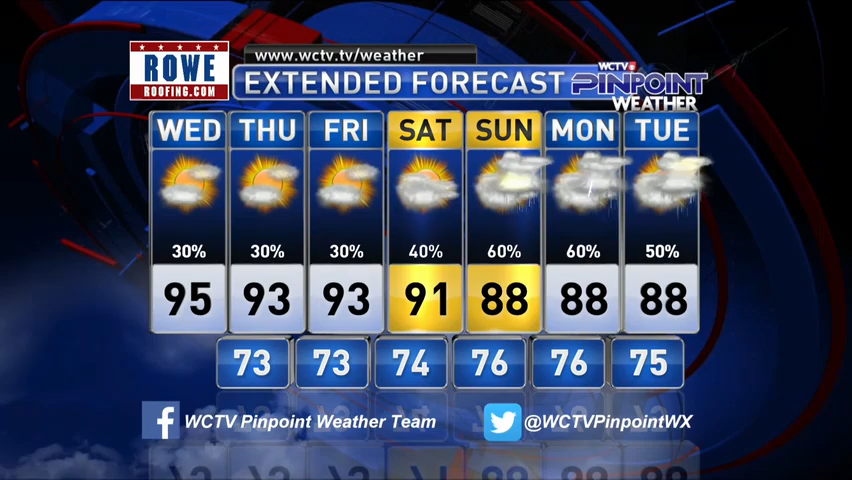 ROWE
ROOFING.COM
www.wctv.tv/weather
EXTENDED FORECAST
WCTV
PINPOINT
WEATHER
WED THU FRI SAT SUN MON TUE
30% 30% 30% 40% 60% 60% 50%
95 93 93 91 88 88 88
73 73 74 76 76 75
WCTV Pinpoint Weather Team
@WCTVPinpointWX